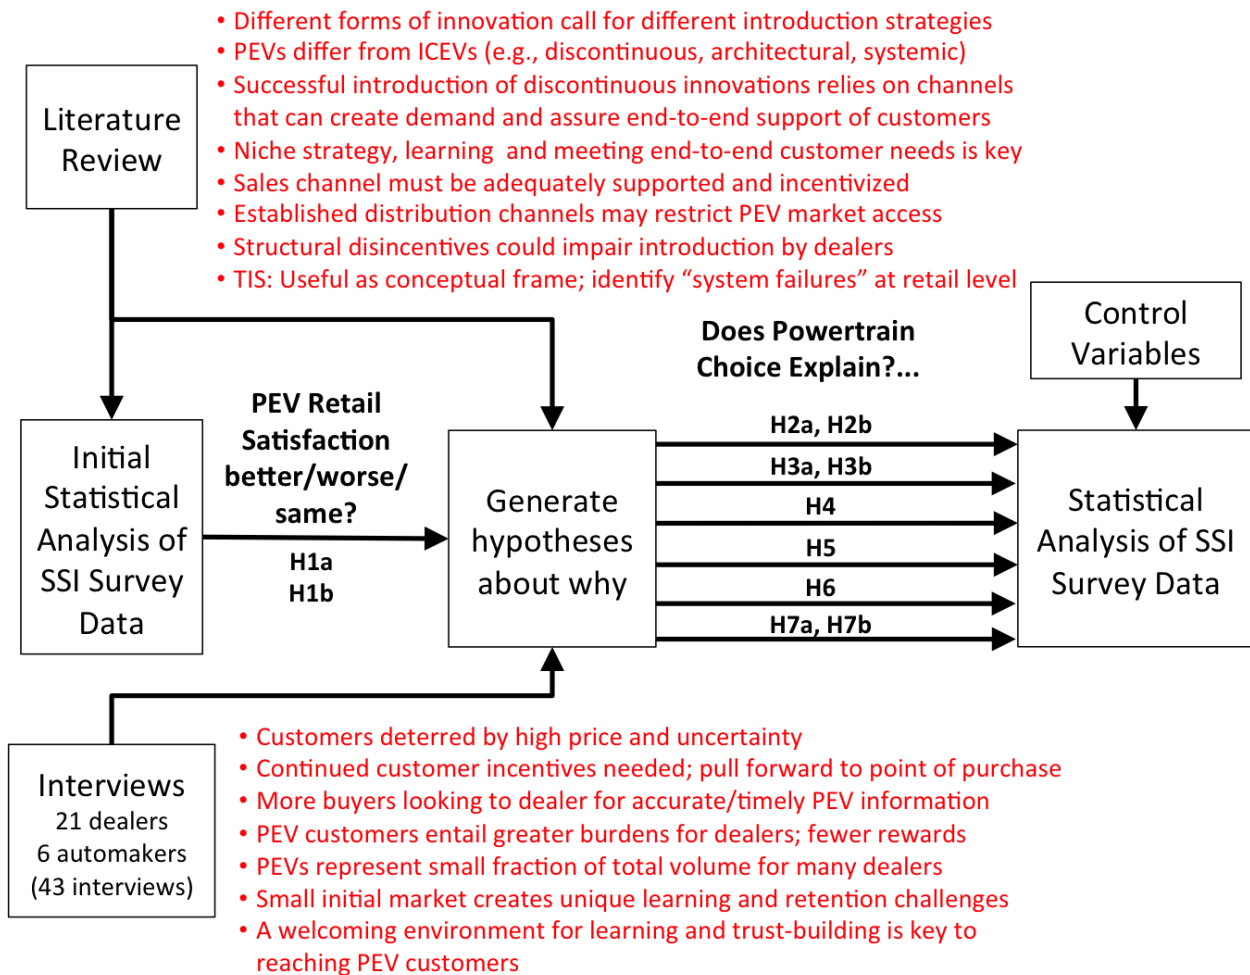 • Different forms of innovation call for different introduction strategies
• PEVs differ from ICEVs (e.g., discontinuous, architectural, systemic)
• Successful introduction of discontinuous innovations relies on channels
that can create demand and assure end-to-end support of customers
• Niche strategy, learning and meeting end-to-end customer needs is key
• Sales channel must be adequately supported and incentivized
• Established distribution channels may restrict PEV market access
• Structural disincentives could impair introduction by dealers
• TIS: Useful as conceptual frame; identify “system failures” at retail level
Literature
Review
Does Powertrain
Choice Explain?...
Control
Variables
Initial
Statistical
Analysis of
SSI Survey
Data
PEV Retail
Satisfaction
better/worse/
same?
H1a
H1b
Generate
hypotheses
about why
H2a, H2b
H3a, H3b
H4
H5
H6
H7a, H7b
Statistical
Analysis of SSI
Survey Data
Interviews
21 dealers
6 automakers
(43 interviews)
• Customers deterred by high price and uncertainty
• Continued customer incentives needed; pull forward to point of purchase
• More buyers looking to dealer for accurate/timely PEV information
• PEV customers entail greater burdens for dealers; fewer rewards
• PEVs represent small fraction of total volume for many dealers
• Small initial market creates unique learning and retention challenges
• A welcoming environment for learning and trust-building is key to
reaching PEV customers